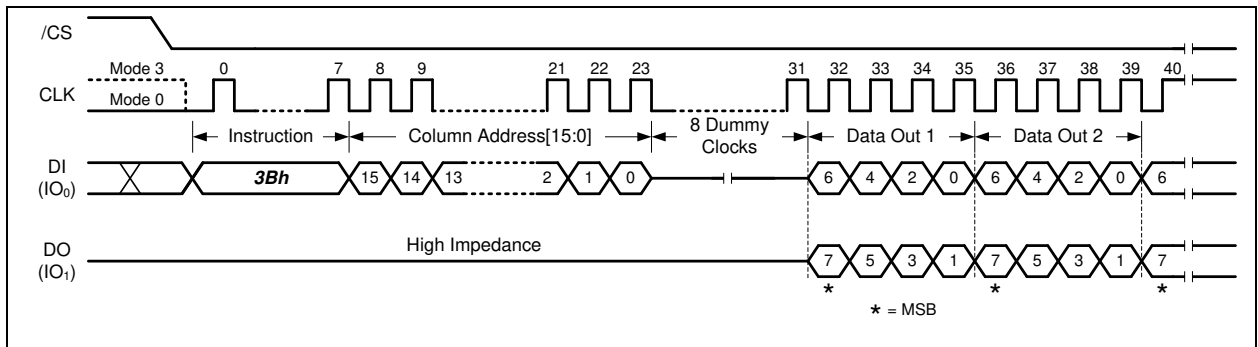 /CS
Mode 3 0 7 8 9 21 22 23 31 32 33 34 35 36 37 38 39 40
CLK
Mode 0
Instruction Column Address[15:0] 8 Dummy Clocks Data Out 1 Data Out 2
DI
(IO0)
3Bh 15 14 13 2 1 0 6 4 2 0 6 4 2 0 6
High Impedance
DO
(IO1)
7 5 3 1 7 5 3 1 7
* * *
* = MSB